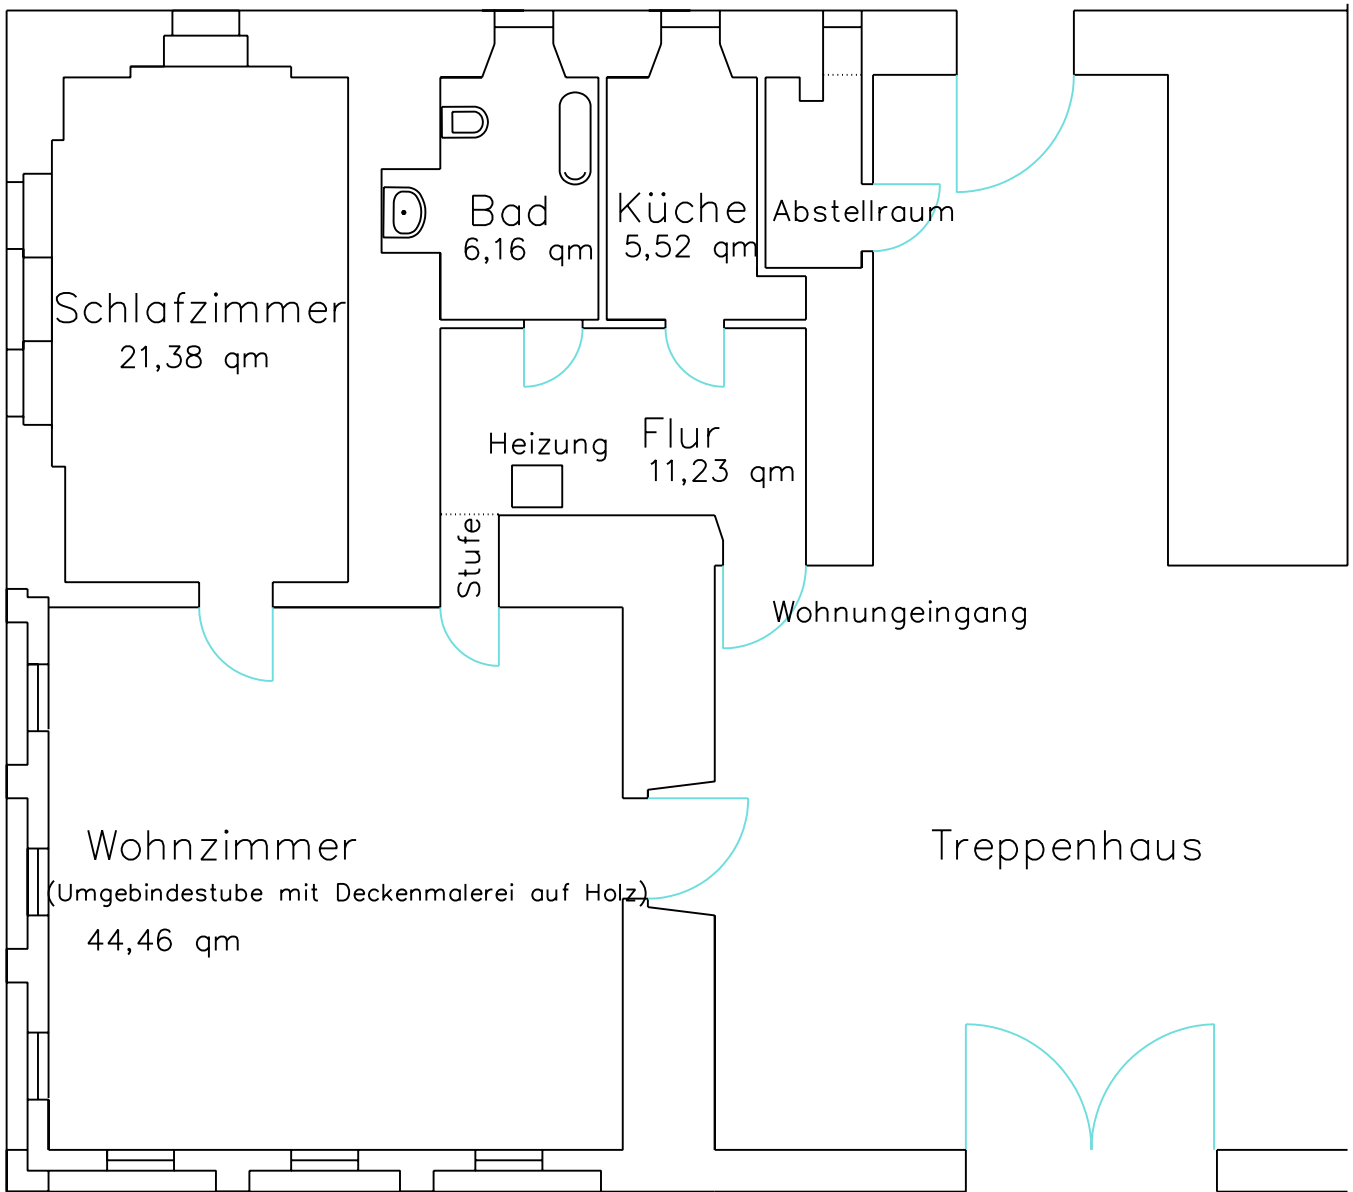 Bad
6,16 qm
Küche
5,52 qm
Abstellraum
Schlafzimmer
21,38 qm
Heizung
Flur
11,23 qm
Stufe
Wohnungeingang
Wohnzimmer
(Umgebindestube mit Deckenmalerei auf Holz)
44,46 qm
Treppenhaus